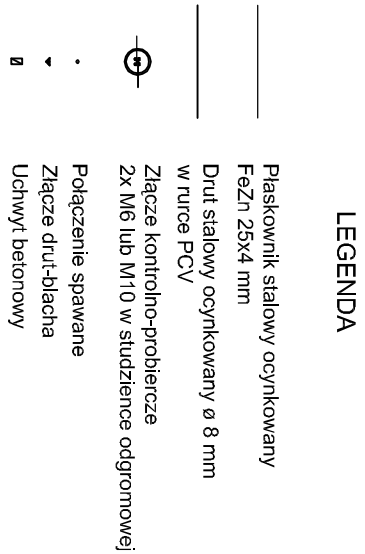 LEGENDA
Płaskownik stalowy ocynkowany
FeZn 25x4 mm
Drut stalowy ocynkowany ø 8 mm
w rurce PCV
Złącze kontrolno-probiercze
2x M6 lub M10 w studzience odgromowej
Połączenie spawane
Złącze drut-blacha
Uchwyt betonowy